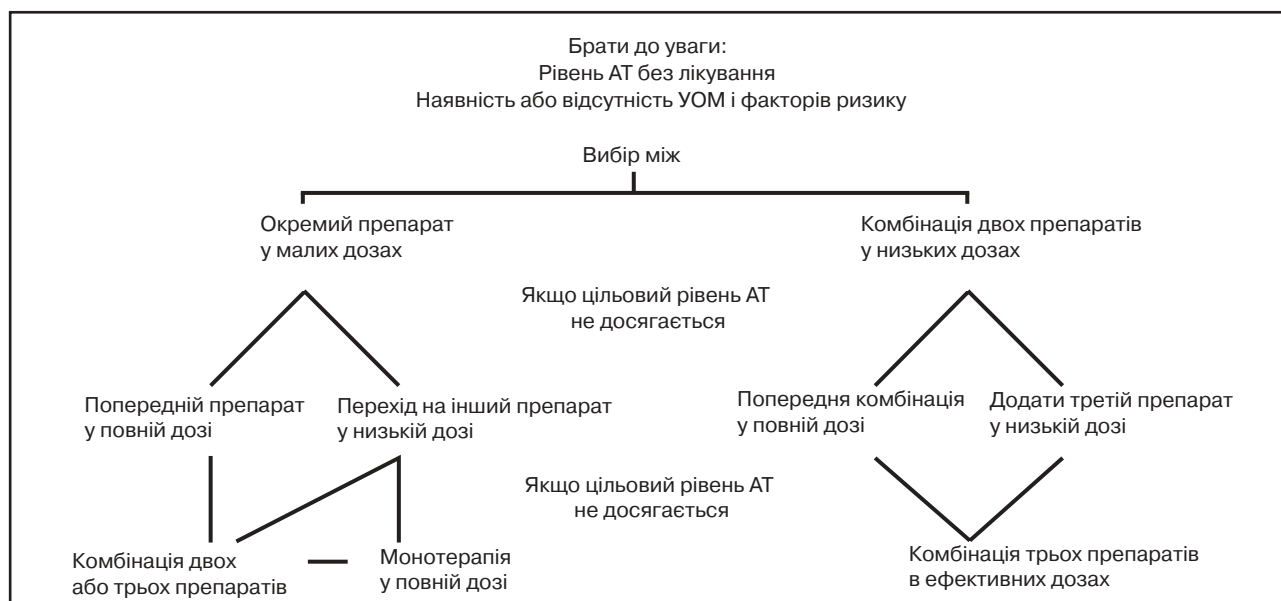 Брати до уваги:
Рівень АТ без лікування
Наявність або відсутність УОМ і факторів ризику
Вибір між
Окремий препарат
у малих дозах
Комбінація двох препаратів
у низьких дозах
Якщо цільовий рівень АТ
не досягається
Попередній препарат
у повній дозі
Перехід на інший препарат
у низькій дозі
Попередня комбінація
у повній дозі
Додати третій препарат
у низькій дозі
Якщо цільовий рівень АТ
не досягається
Комбінація двох
або трьох препаратів
Монотерапія
у повній дозі
Комбінація трьох препаратів
в ефективних дозах